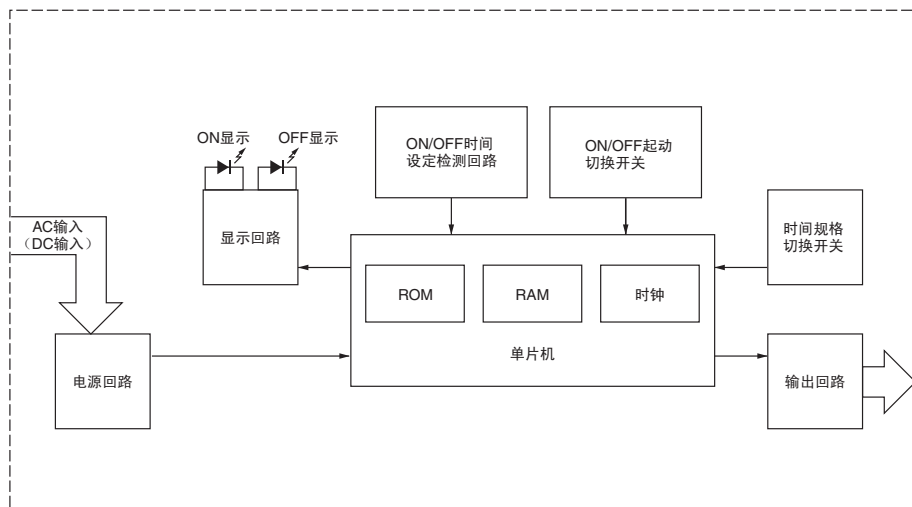 ON显示
OFF显示
ON/OFF时间
设定检测回路
ON/OFF起动
切换开关
AC输入
（DC输入）
显示回路
时间规格
切换开关
ROM
RAM
时钟
单片机
电源回路
输出回路